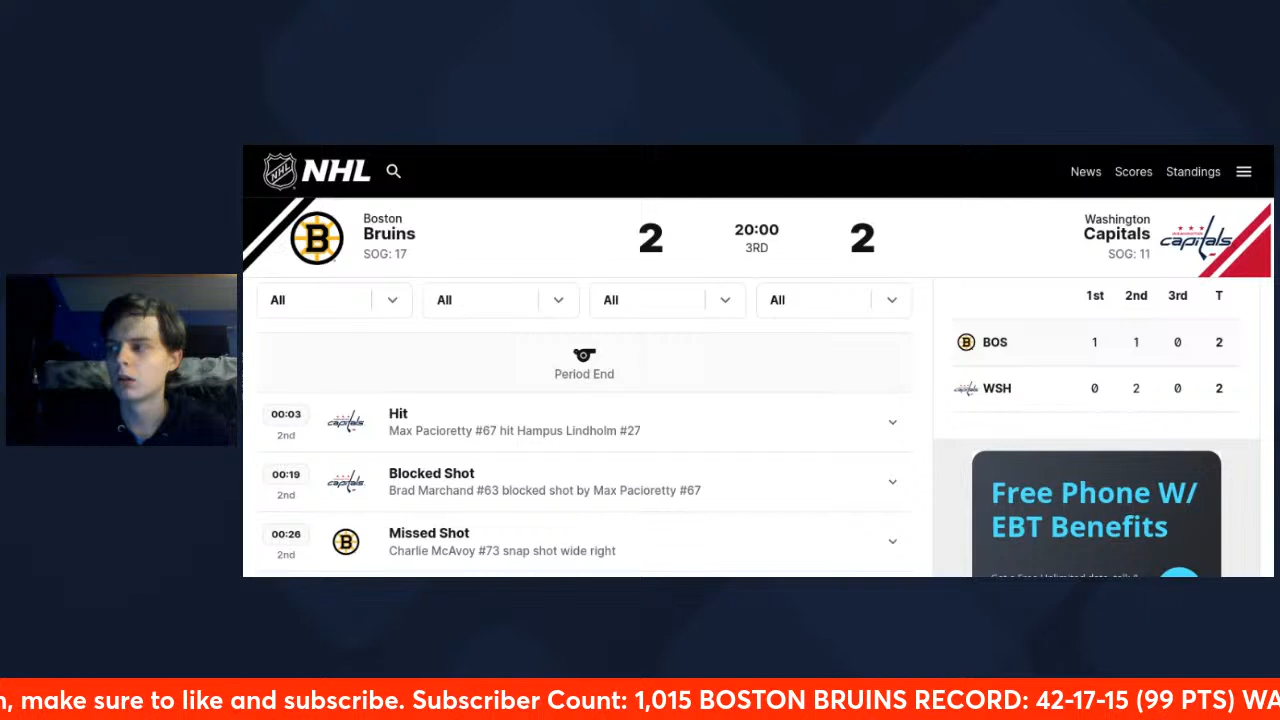 NHL NHL News Scores Standings
Boston
Bruins
SOG: 17
B
2
20:00
3RD
2
Washington
Capitals
SOG: 11
WASHINGTON
capitals
All All All All
1st 2nd 3rd T
B BOS 1 1 0 2
capitals WSH 0 2 0 2
Period End
00:03
2nd
capitals
Hit
Max Pacioretty #67 hit Hampus Lindholm #27
00:19
2nd
capitals
Blocked Shot
Brad Marchand #63 blocked shot by Max Pacioretty #67
00:26
2nd
B
Missed Shot
Charlie McAvoy #73 snap shot wide right
Free Phone W/
EBT Benefits
, make sure to like and subscribe. Subscriber Count: 1,015 BOSTON BRUINS RECORD: 42-17-15 (99 PTS)